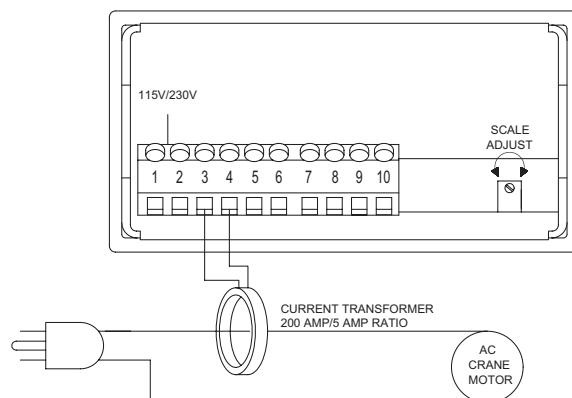 115V/230V
SCALE
ADJUST
1 2 3 4 5 6 7 8 9 10
CURRENT TRANSFORMER
200 AMP/5 AMP RATIO
AC
CRANE
MOTOR